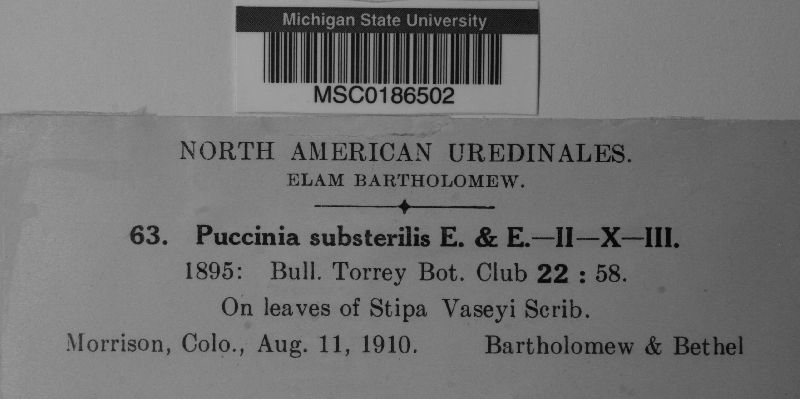 Michigan State University
MSC0186502
NORTH AMERICAN UREDINALES.
ELAM BARTHOLOMEW.
63. Puccinia substerilis E. & E.—II—X—III.
1895: Bull. Torrey Bot. Club 22 : 58.
On leaves of Stipa Vaseyi Scrib.
Morrison, Colo., Aug. 11, 1910. Bartholomew & Bethel